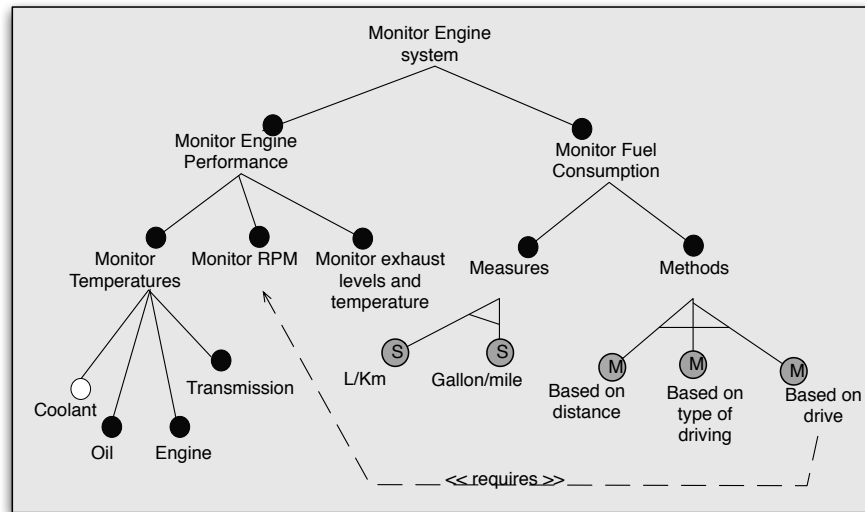 Monitor Engine
system
Monitor Engine
Performance
Monitor Fuel
Consumption
Monitor
Temperatures
Monitor RPM
Monitor exhaust
levels and
temperature
Measures
Methods
S
S
L/Km
Gallon/mile
M
M
M
Based on
distance
Based on
type of
driving
Based on
drive
Transmission
Coolant
Oil
Engine
<< requires >>